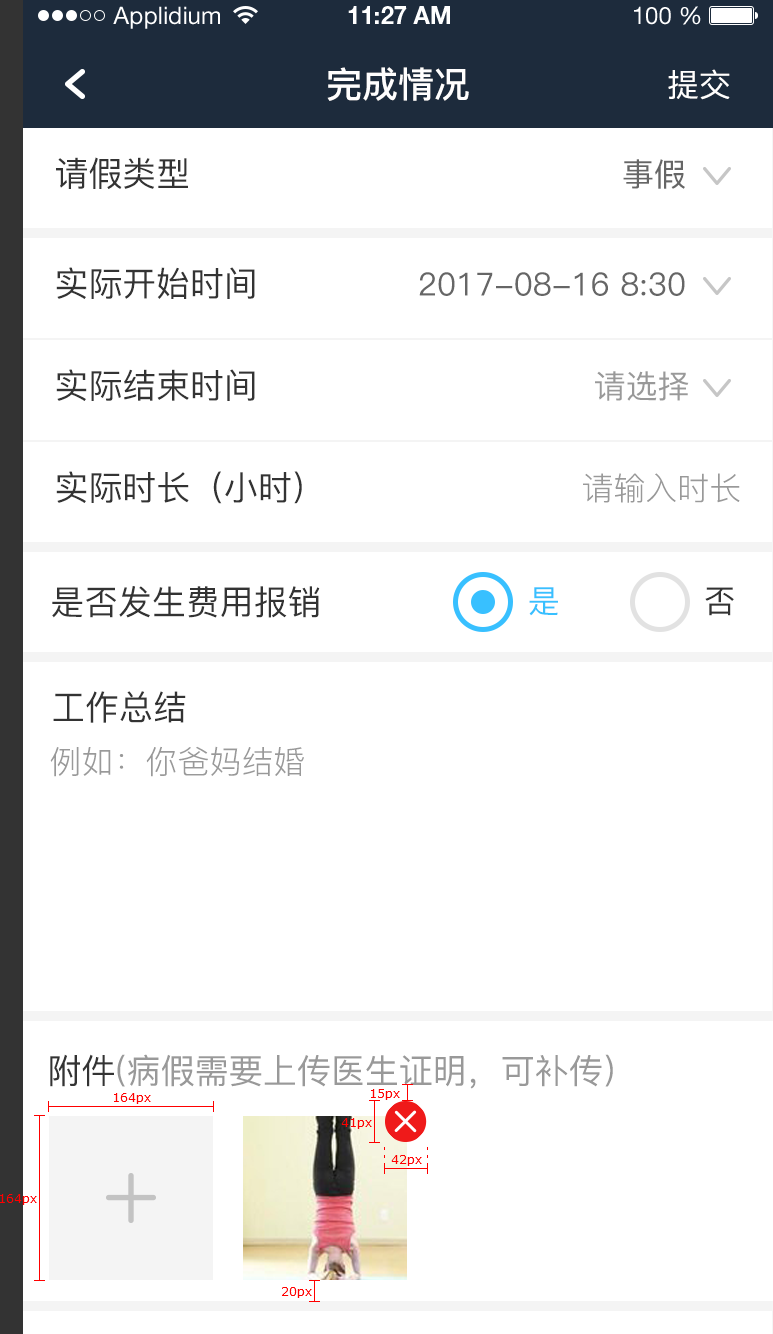 Applidium 11:27 AM 100 %
完成情况 提交
请假类型 事假
实际开始时间 2017-08-16 8:30
实际结束时间 请选择
实际时长（小时） 请输入时长
是否发生费用报销 是 否
工作总结
例如：你爸妈结婚
附件(病假需要上传医生证明，可补传)
164px 15px
41px
42px
164px
20px